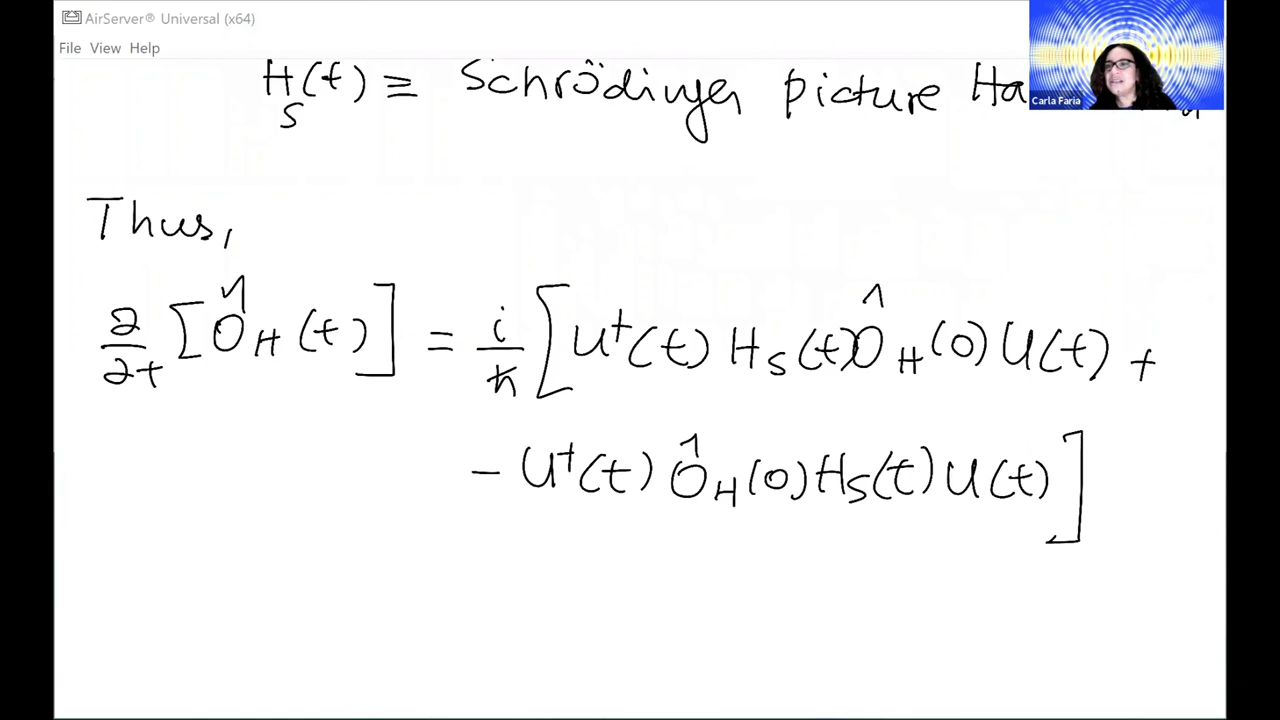 AirServer® Universal (x64)
File View Help
H_S(t) ≡ Schrödinger picture Ha
Carla Faria
Thus,
∂/∂t [Ô_H(t)] = i/ħ [U†(t) H_S(t) Ô_H(0) U(t) +
- U†(t) Ô_H(0) H_S(t) U(t)]